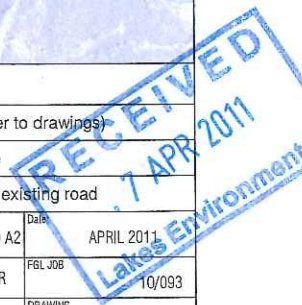 er to drawings)
existing road
A2
Date:
APRIL 2011
R
FGL JOB
10/093
DRAWING
RECEIVED
7 APR 2011
Lakes Environment